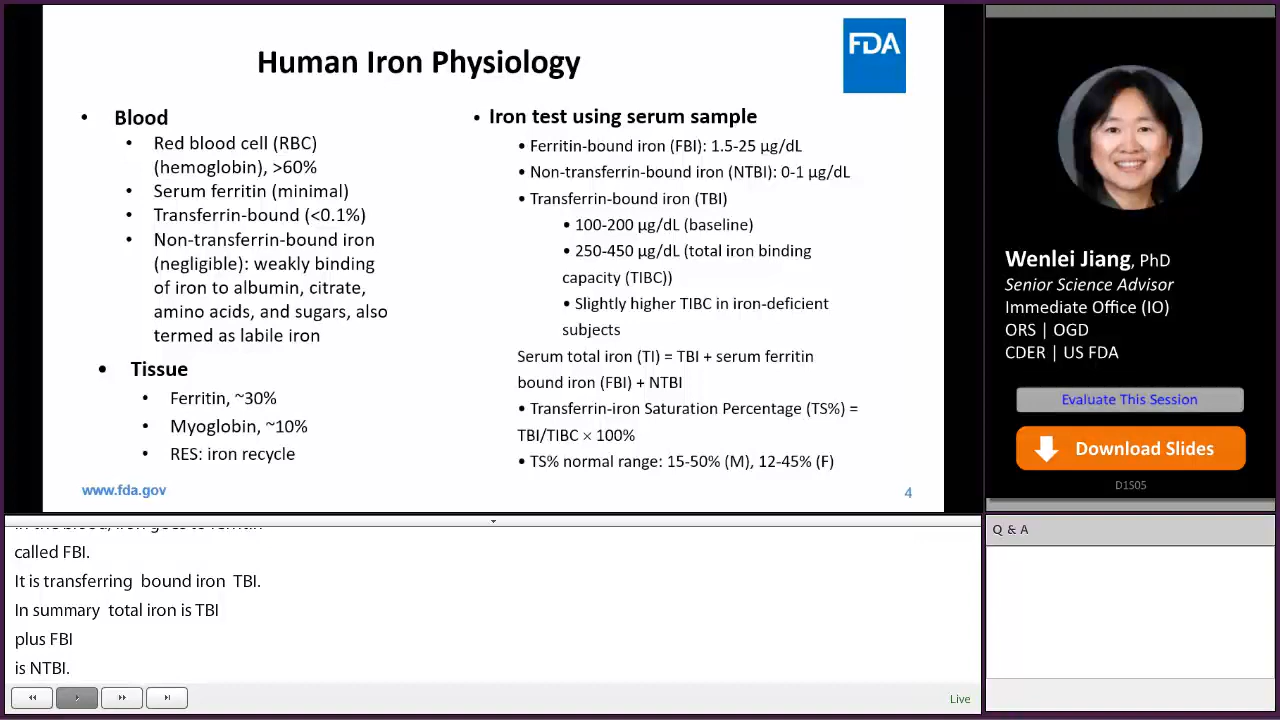 Human Iron Physiology
FDA
• Blood
• Red blood cell (RBC)
(hemoglobin), >60%
• Serum ferritin (minimal)
• Transferrin-bound (<0.1%)
• Non-transferrin-bound iron
(negligible): weakly binding
of iron to albumin, citrate,
amino acids, and sugars, also
termed as labile iron
• Tissue
• Ferritin, ~30%
• Myoglobin, ~10%
• RES: iron recycle
• Iron test using serum sample
• Ferritin-bound iron (FBI): 1.5-25 µg/dL
• Non-transferrin-bound iron (NTBI): 0-1 µg/dL
• Transferrin-bound iron (TBI)
• 100-200 µg/dL (baseline)
• 250-450 µg/dL (total iron binding
capacity (TIBC))
• Slightly higher TIBC in iron-deficient
subjects
Serum total iron (TI) = TBI + serum ferritin
bound iron (FBI) + NTBI
• Transferrin-iron Saturation Percentage (TS%) =
TBI/TIBC × 100%
• TS% normal range: 15-50% (M), 12-45% (F)
www.fda.gov
4
Wenlei Jiang, PhD
Senior Science Advisor
Immediate Office (IO)
ORS | OGD
CDER | US FDA
Evaluate This Session
Download Slides
D1S05
called FBI.
It is transferring bound iron TBI.
In summary total iron is TBI
plus FBI
is NTBI.
Live
Q & A